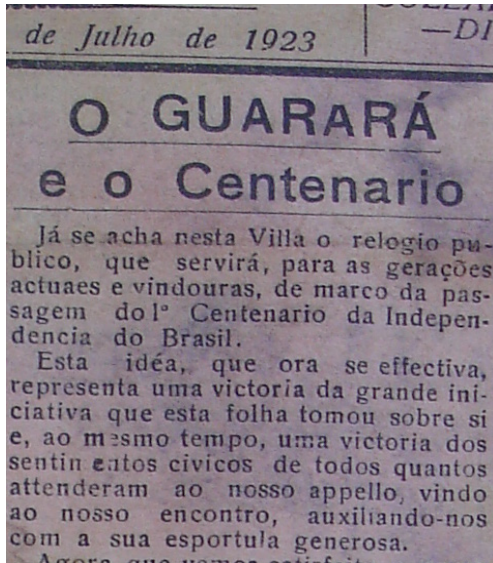 de Julho de 1923
—DI
O GUARARÁ
e o Centenario
Já se acha nesta Villa o relogio pu-
blico, que servirá, para as gerações
actuaes e vindouras, de marco da pas-
sagem do 1º Centenario da Indepen-
dencia do Brasil.
Esta idéa, que ora se effectiva,
representa uma victoria da grande ini-
ciativa que esta folha tomou sobre si
e, ao mesmo tempo, uma victoria dos
sentimentos civicos de todos quantos
attenderam ao nosso appello, vindo
ao nosso encontro, auxiliando-nos
com a sua esportula generosa.
Agora que vamos